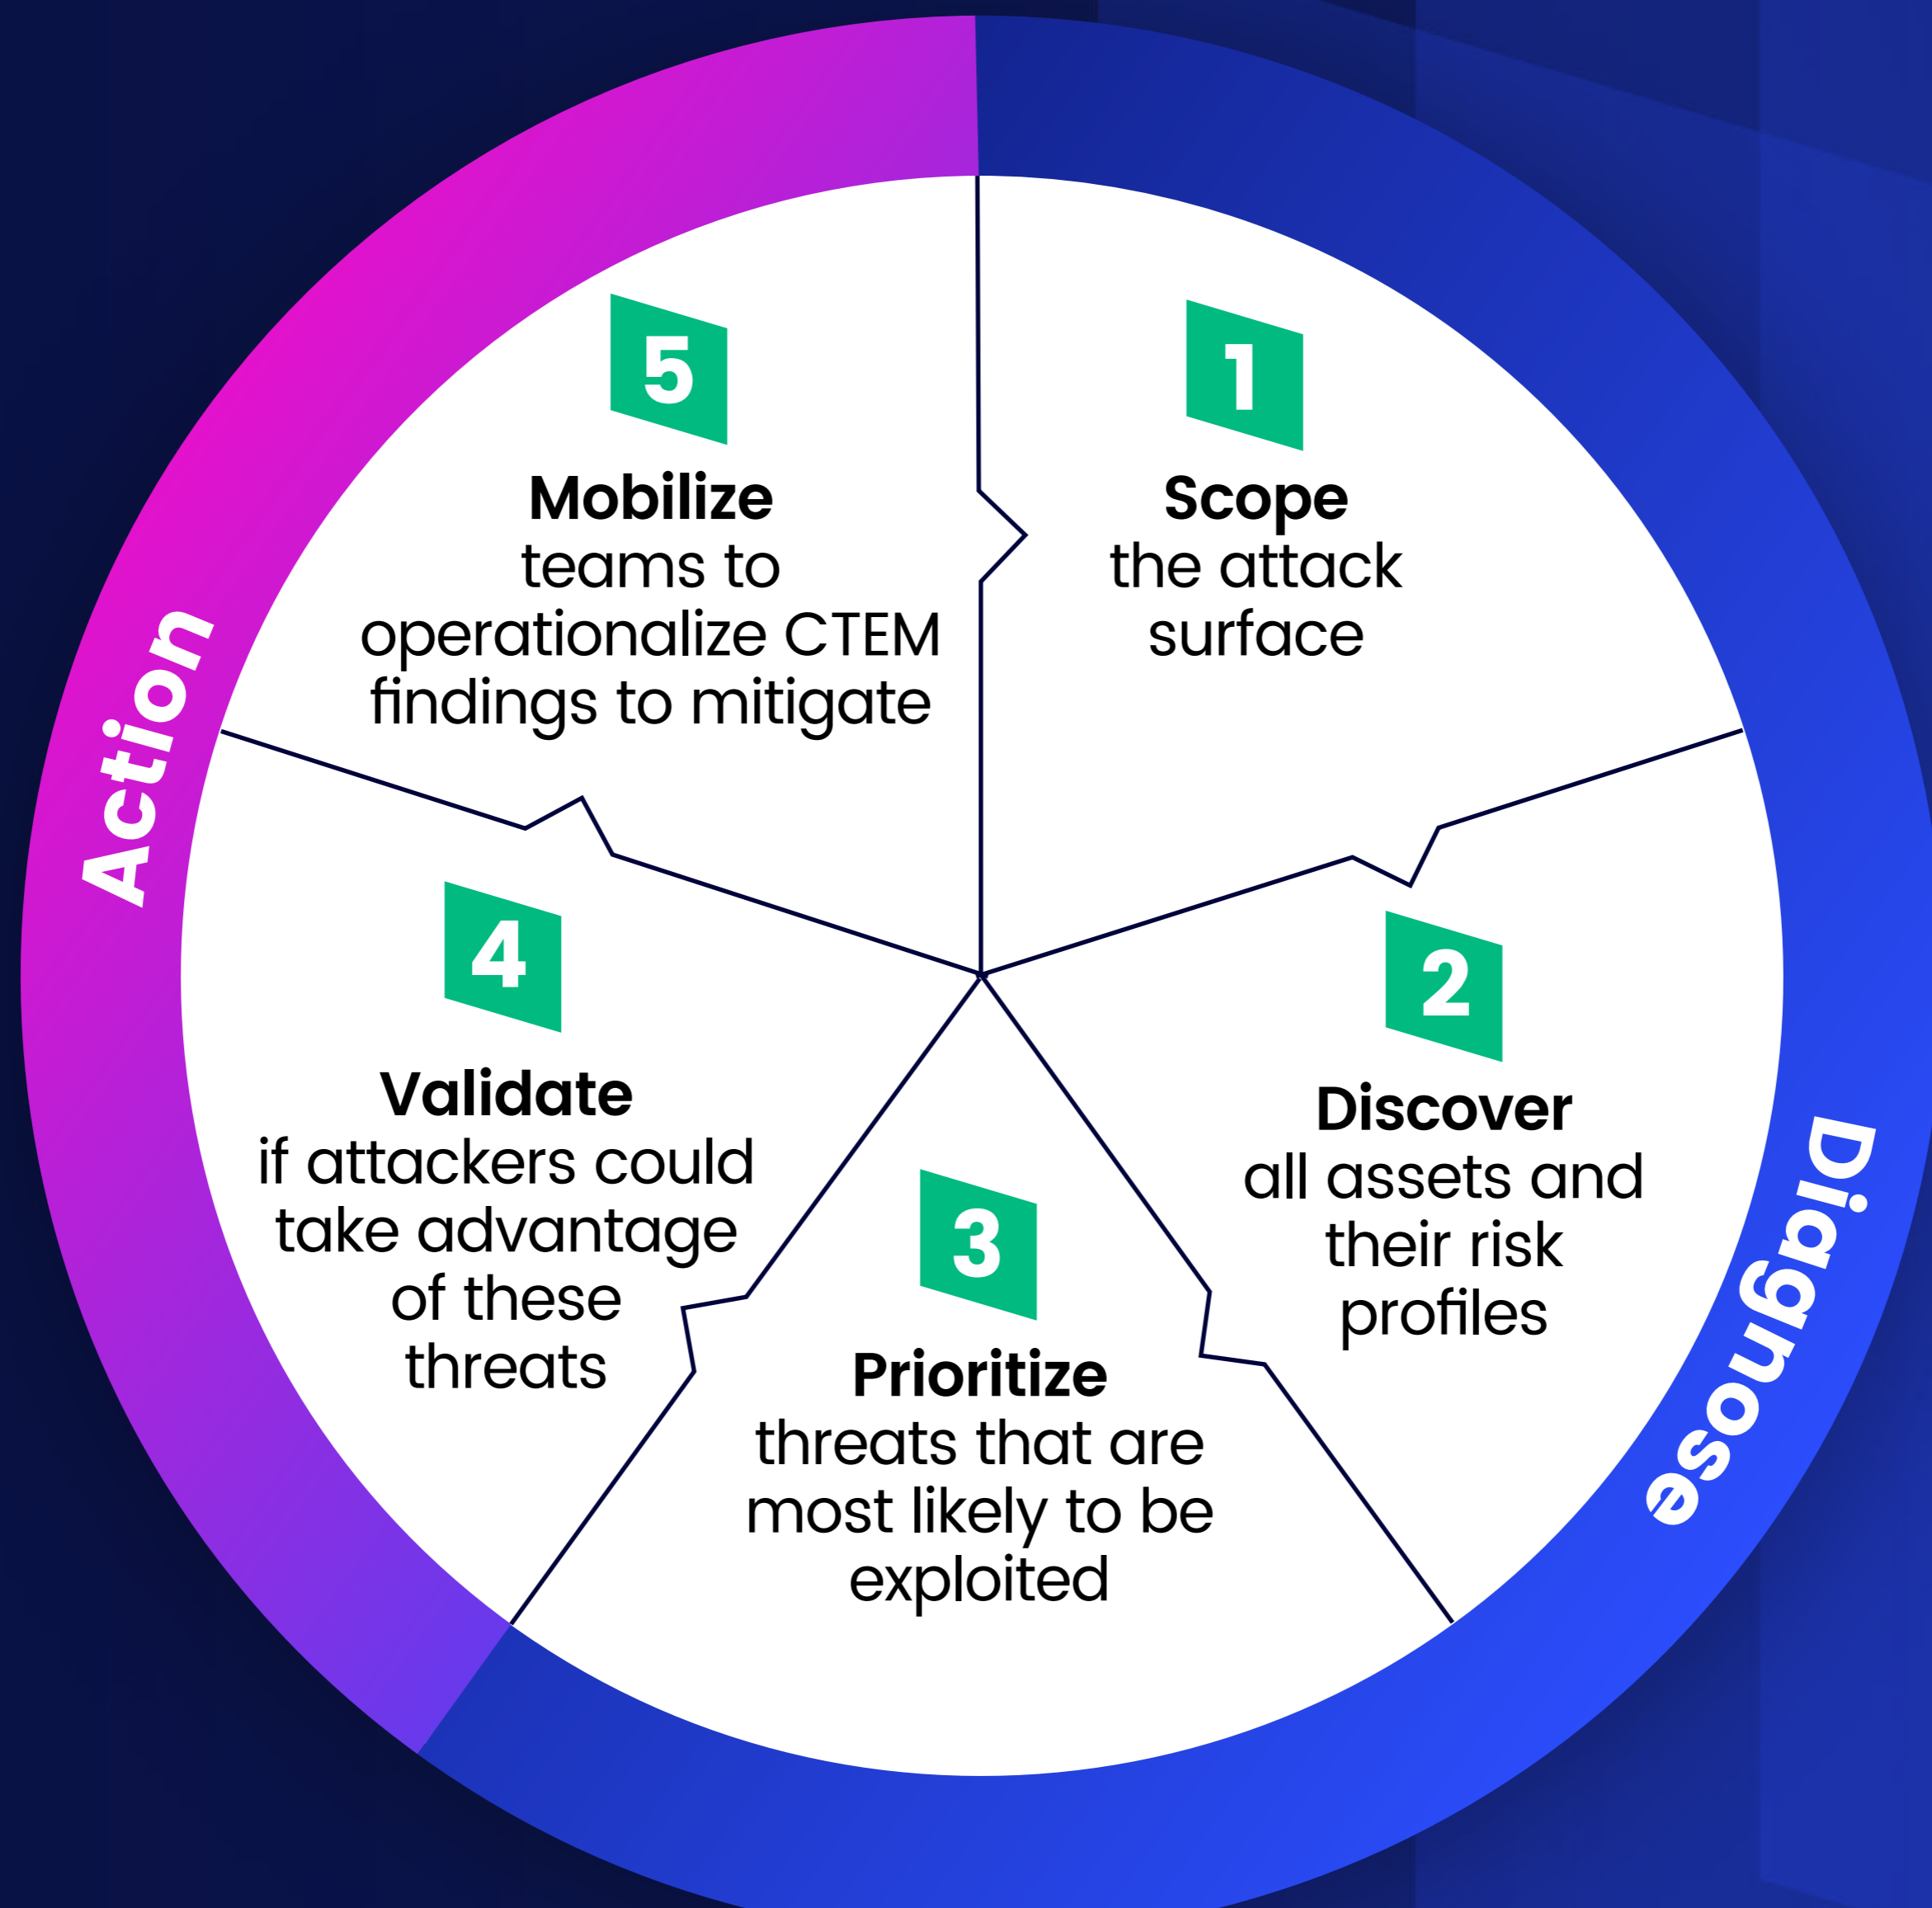 1
Scope
the attack
surface
2
Discover
all assets and
their risk
profiles
3
Prioritize
threats that are
most likely to be
exploited
4
Validate
if attackers could
take advantage
of these
threats
5
Mobilize
teams to
operationalize CTEM
findings to mitigate
Diagnose
Action